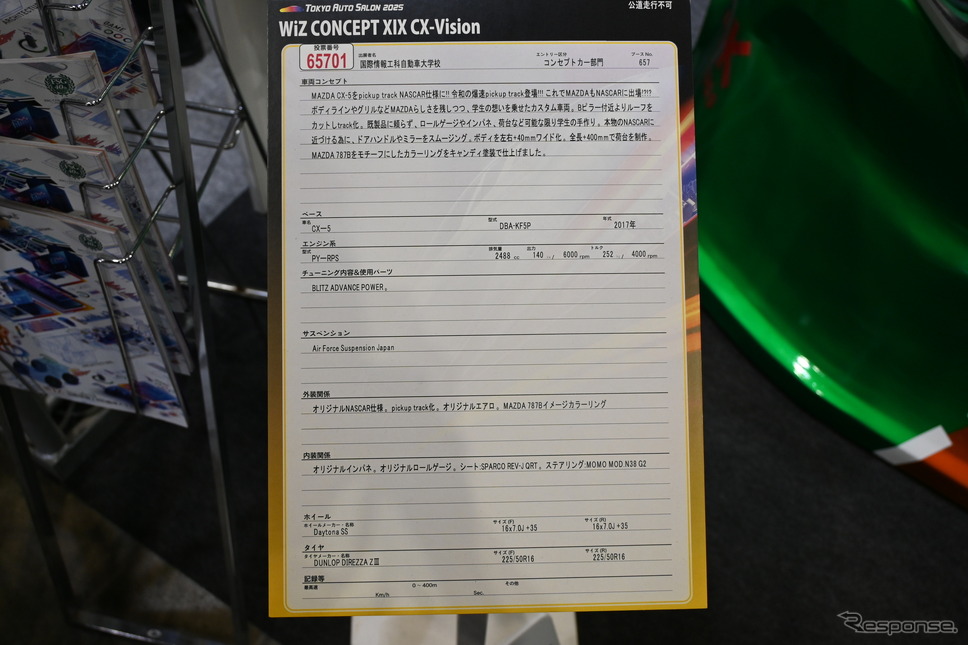 TOKYO AUTO SALON 2025
公道走行不可
WiZ CONCEPT XIX CX-Vision
投票番号
65701
出展者名
国際情報工科自動車大学校
エントリー区分
コンセプトカー部門
ブースNo.
657
車両コンセプト
MAZDA CX-5をpickup track NASCAR仕様に!! 令和の爆速pickup track登場!!! これでMAZDAもNASCARに出場!?!?
ボディラインやグリルなどMAZDAらしさを残しつつ、学生の想いを乗せたカスタム車両。Bピラー付近よりルーフを
カットしtrack化。既製品に頼らず、ロールゲージやインパネ、荷台など可能な限り学生の手作り。本物のNASCARに
近づける為に、ドアハンドルやミラーをスムージング。ボディを左右+40mmワイド化。全長+400mmで荷台を制作。
MAZDA 787Bをモチーフにしたカラーリングをキャンディ塗装で仕上げました。
ベース
車名
CXー5
型式
DBA-KF5P
年式
2017年
エンジン系
型式
PYーRPS
排気量
2488 cc
出力
140 / 6000 rpm
トルク
252 / 4000 rpm
チューニング内容&使用パーツ
BLITZ ADVANCE POWER。
サスペンション
Air Force Suspension Japan
外装関係
オリジナルNASCAR仕様。pickup track化。オリジナルエアロ。MAZDA 787Bイメージカラーリング
内装関係
オリジナルインパネ。オリジナルロールゲージ。シート:SPARCO REV-J QRT。ステアリング:MOMO MOD.N38 G2
ホイール
ホイールメーカー・名称
Daytona SS
サイズ(F)
16x7.0J +35
サイズ(R)
16x7.0J +35
タイヤ
タイヤメーカー・名称
DUNLOP DIREZZA ZⅢ
サイズ(F)
225/50R16
サイズ(R)
225/50R16
記録等
最高速
Km/h
0～400m
Sec.
その他
Response.